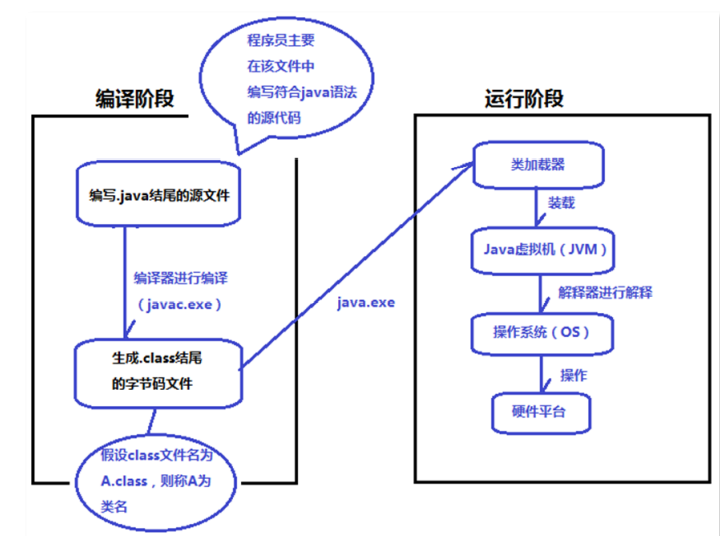 程序员主要
在该文件中
编写符合java语法
的源代码
编译阶段
编写.java结尾的源文件
编译器进行编译
（javac.exe）
生成.class结尾
的字节码文件
假设class文件名为
A.class，则称A为
类名
java.exe
运行阶段
类加载器
装载
Java虚拟机（JVM）
解释器进行解释
操作系统（OS）
操作
硬件平台